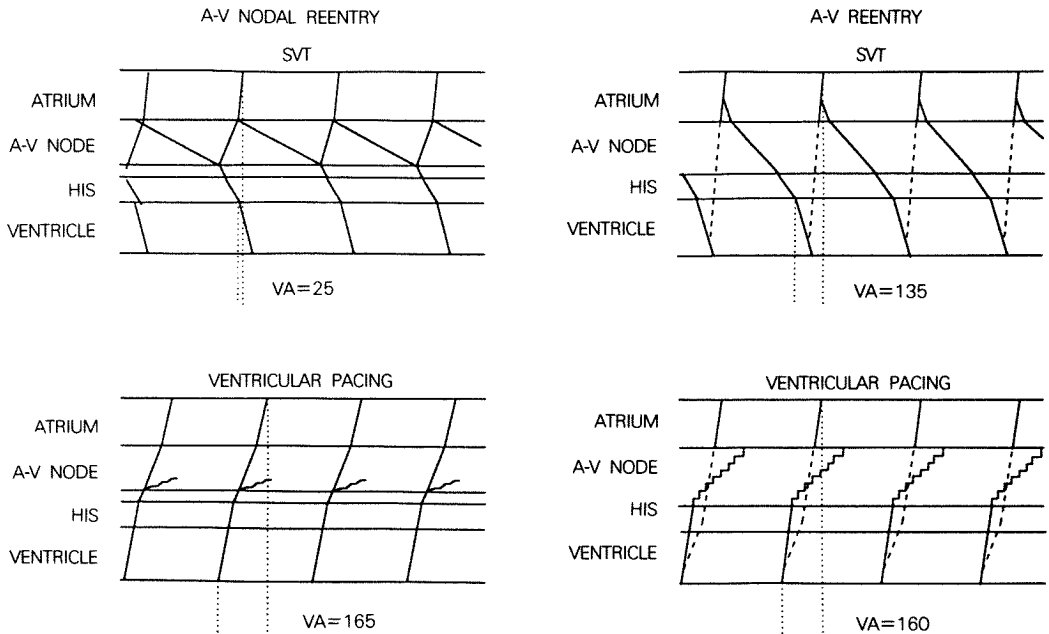 A-V NODAL REENTRY
SVT
ATRIUM
A-V NODE
HIS
VENTRICLE
VA=25
A-V REENTRY
SVT
ATRIUM
A-V NODE
HIS
VENTRICLE
VA=135
VENTRICULAR PACING
ATRIUM
A-V NODE
HIS
VENTRICLE
VA=165
VENTRICULAR PACING
ATRIUM
A-V NODE
HIS
VENTRICLE
VA=160